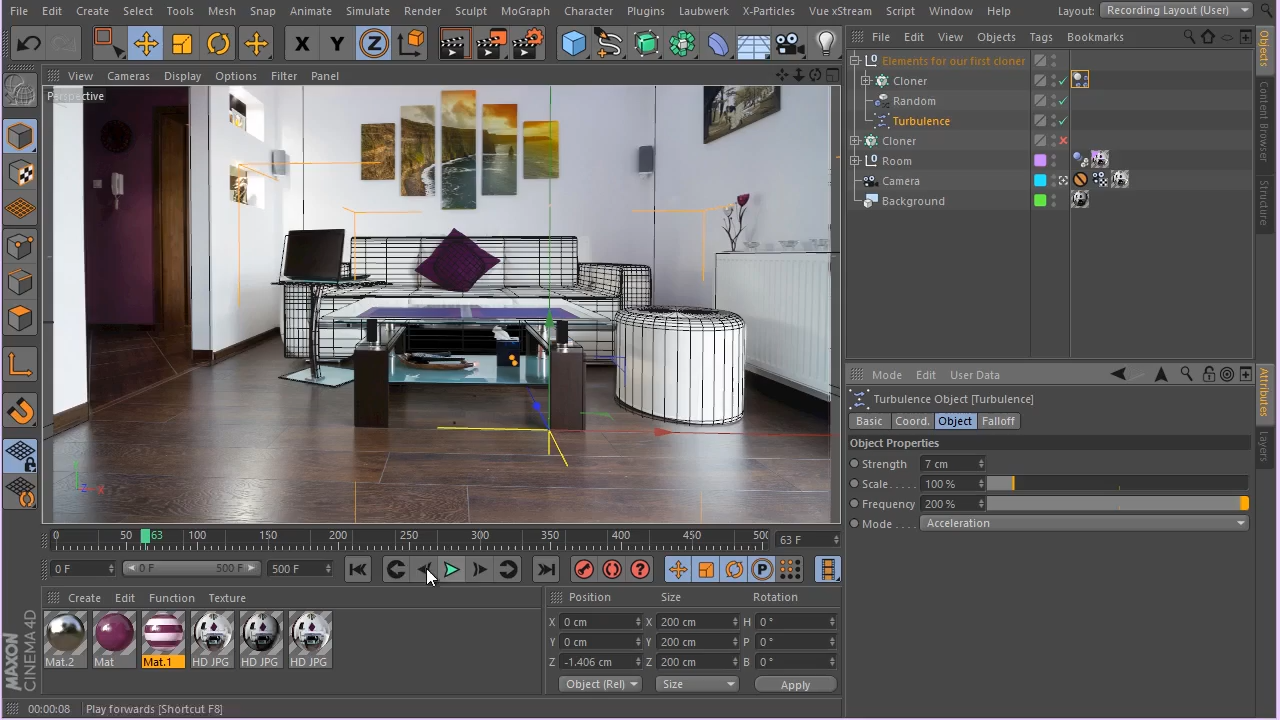 File Edit Create Select Tools Mesh Snap Animate Simulate Render Sculpt MoGraph Character Plugins Laubwerk X-Particles Vue xStream Script Window Help Layout: Recording Layout (User)
X Y Z
File Edit View Objects Tags Bookmarks
View Cameras Display Options Filter Panel
Perspective
Elements for our first cloner
Cloner
Random
Turbulence
Cloner
Room
Camera
Background
Objects
Content Browser
Structure
Mode Edit User Data
Turbulence Object [Turbulence]
Basic Coord. Object Falloff
Object Properties
Strength 7 cm
Scale. . . . . 100 %
Frequency 200 %
Mode . . . . Acceleration
Attributes
Layers
0 50 63 100 150 200 250 300 350 400 450 500 63 F
0 F 0 F 500 F 500 F
P
Create Edit Function Texture
Mat.2 Mat Mat.1 HD JPG HD JPG HD JPG
Position Size Rotation
X 0 cm X 200 cm H 0 °
Y 0 cm Y 200 cm P 0 °
Z -1.406 cm Z 200 cm B 0 °
Object (Rel) Size Apply
MAXON CINEMA 4D
00:00:08 Play forwards [Shortcut F8]